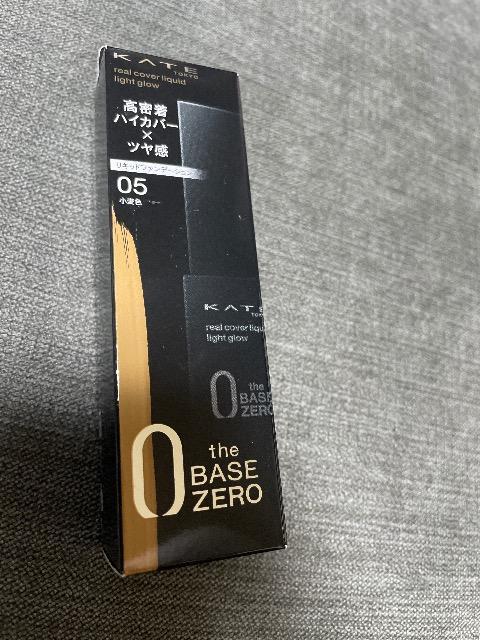 KATE
TOKYO
real cover liquid
light glow
高密着
ハイカバー
×
ツヤ感
リキッドファンデーション
05
小麦色
KATE
TOKYO
real cover liqu
light glow
0 the
BASE
ZERO
0 the
BASE
ZERO